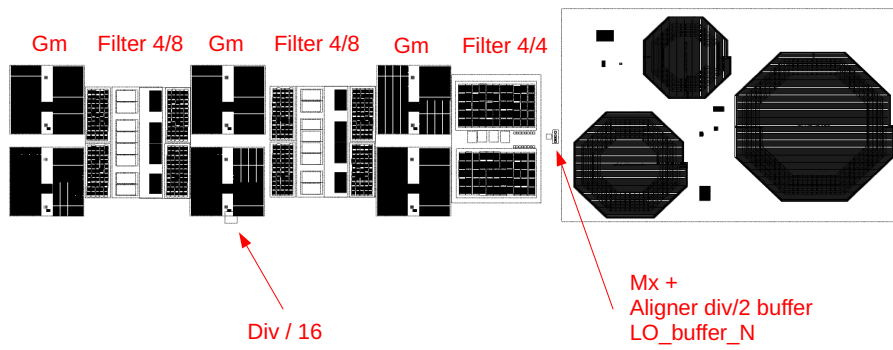 Gm
Filter 4/8
Gm
Filter 4/8
Gm
Filter 4/4
Div / 16
Mx +
Aligner div/2 buffer
LO_buffer_N